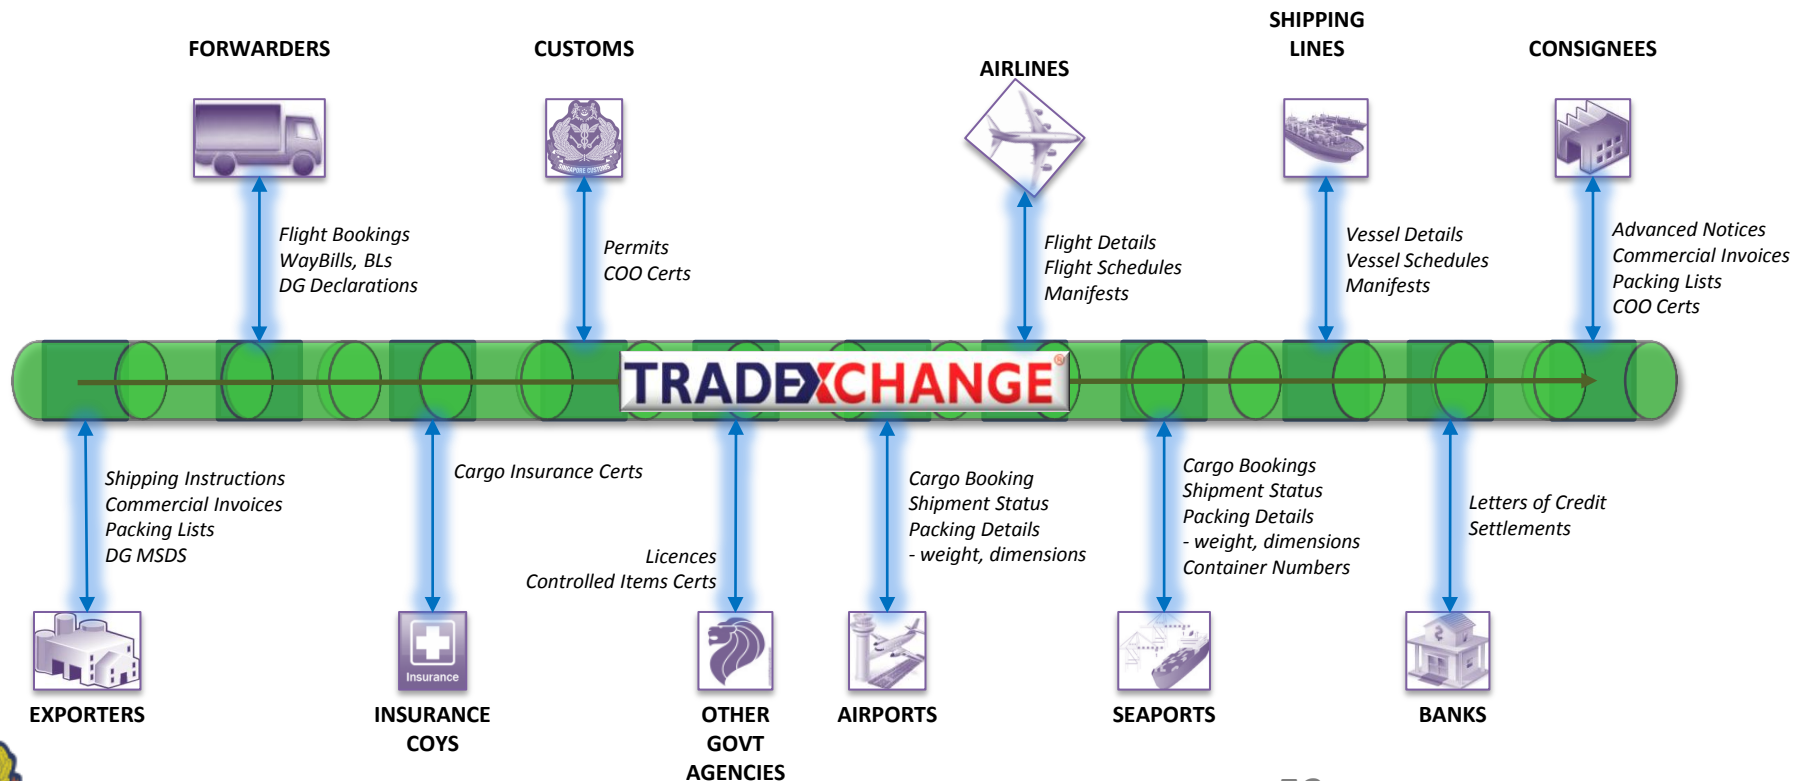 FORWARDERS
CUSTOMS
AIRLINES
SHIPPING
LINES
CONSIGNEES
SINGAPORE CUSTOMS
Flight Bookings
WayBills, BLs
DG Declarations
Permits
COO Certs
Flight Details
Flight Schedules
Manifests
Vessel Details
Vessel Schedules
Manifests
Advanced Notices
Commercial Invoices
Packing Lists
COO Certs
TRADEXCHANGE®
Shipping Instructions
Commercial Invoices
Packing Lists
DG MSDS
Cargo Insurance Certs
Licences
Controlled Items Certs
Cargo Booking
Shipment Status
Packing Details
- weight, dimensions
Cargo Bookings
Shipment Status
Packing Details
- weight, dimensions
Container Numbers
Letters of Credit
Settlements
Insurance
$
EXPORTERS
INSURANCE
COYS
OTHER
GOVT
AGENCIES
AIRPORTS
SEAPORTS
BANKS